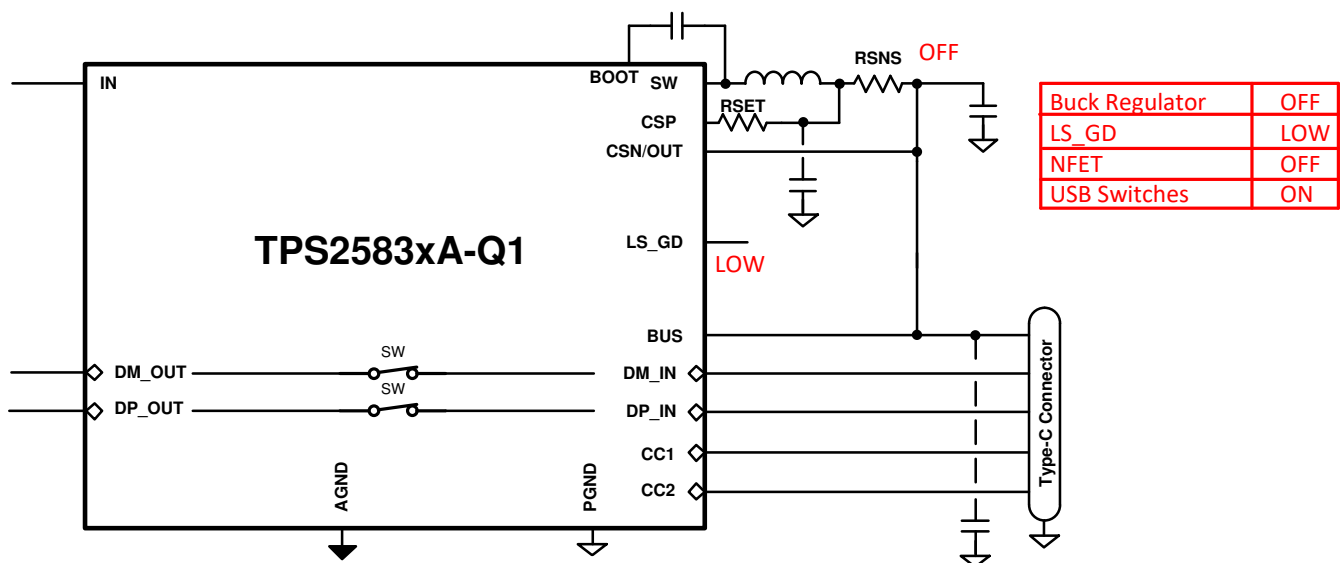 OFF
RSNS
BOOT
IN
SW
Buck Regulator OFF
RSET
LS_GD LOW
CSP
CSN/OUT
NFET OFF
USB Switches ON
TPS2583xA-Q1
LS_GD
LOW
BUS
SW
DM_OUT
DM_IN
SW
DP_OUT
DP_IN
CC1
CC2
AGND
PGND
Type-C Connector